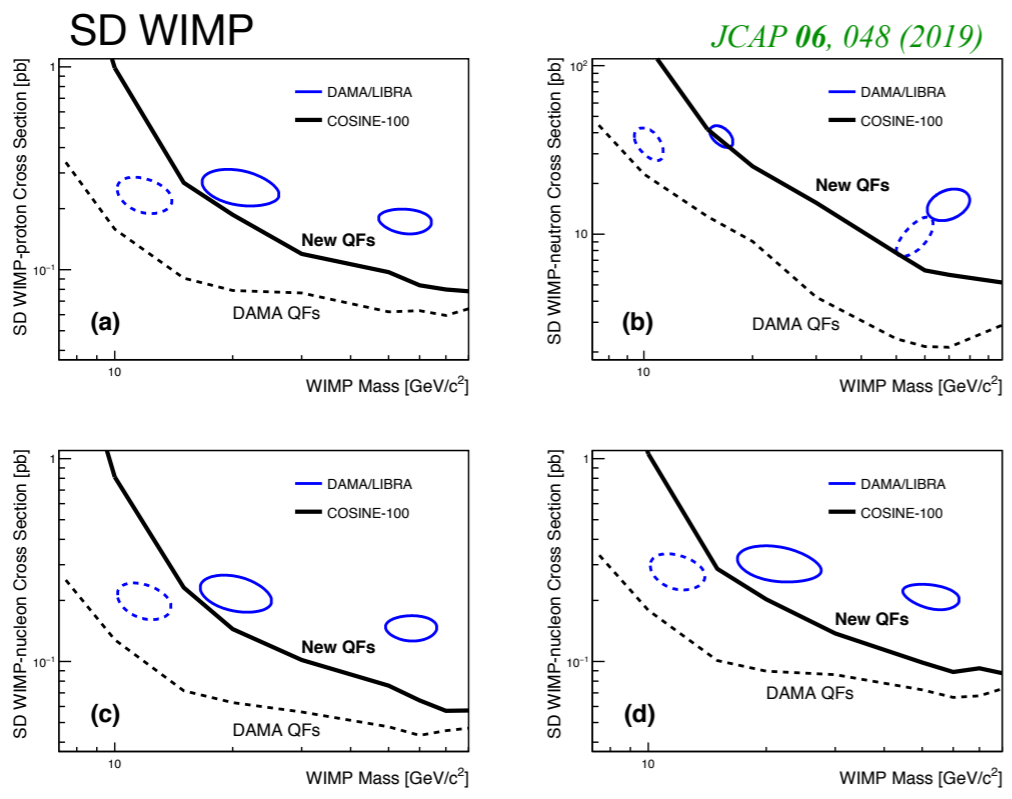 SD WIMP
JCAP 06, 048 (2019)
SD WIMP-proton Cross Section [pb]
1
10⁻¹
DAMA/LIBRA
COSINE-100
New QFs
DAMA QFs
(a)
10
WIMP Mass [GeV/c²]
SD WIMP-neutron Cross Section [pb]
10²
10
DAMA/LIBRA
COSINE-100
New QFs
DAMA QFs
(b)
10
WIMP Mass [GeV/c²]
SD WIMP-nucleon Cross Section [pb]
1
10⁻¹
DAMA/LIBRA
COSINE-100
New QFs
DAMA QFs
(c)
10
WIMP Mass [GeV/c²]
SD WIMP-nucleon Cross Section [pb]
1
10⁻¹
DAMA/LIBRA
COSINE-100
New QFs
DAMA QFs
(d)
10
WIMP Mass [GeV/c²]